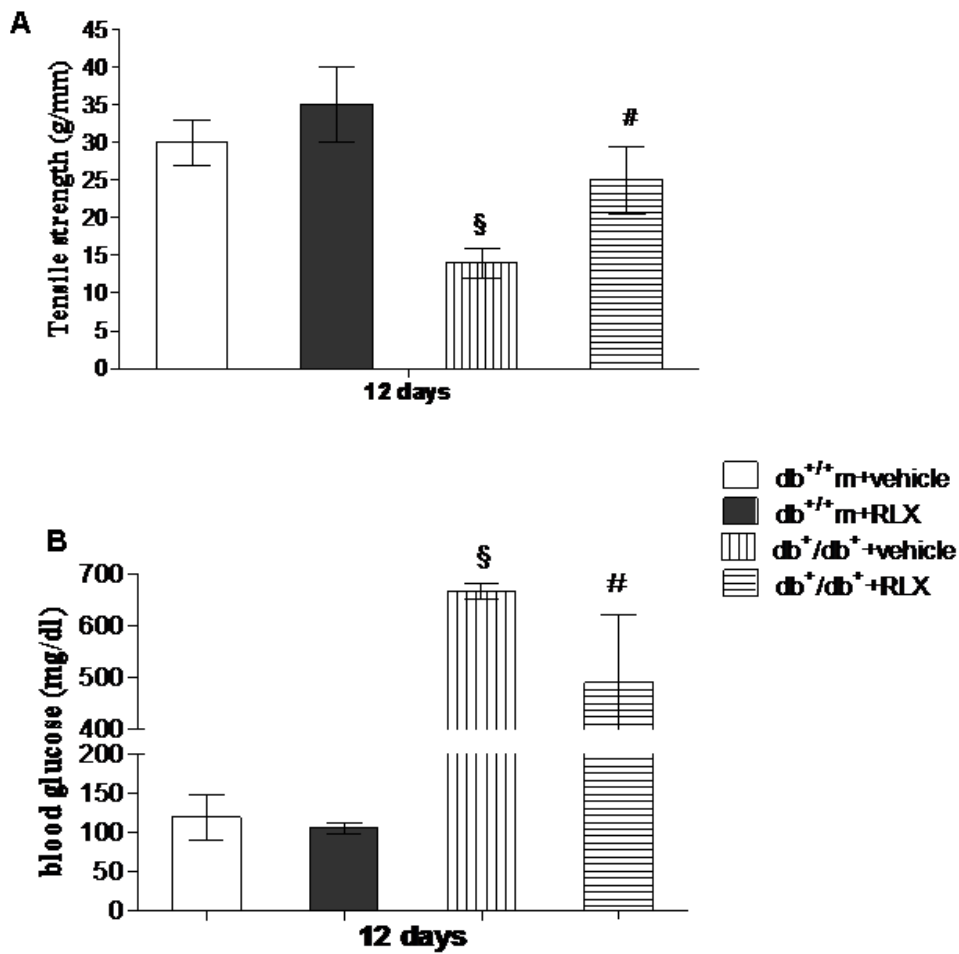 A
Tensile strength (g/mm)
45
40
35
30
25
20
15
10
5
0
§
#
12 days
db+/+m+vehicle
db+/+m+RLX
db+/db++vehicle
db+/db++RLX
B
blood glucose (mg/dl)
700
600
500
400
200
150
100
50
0
§
#
12 days